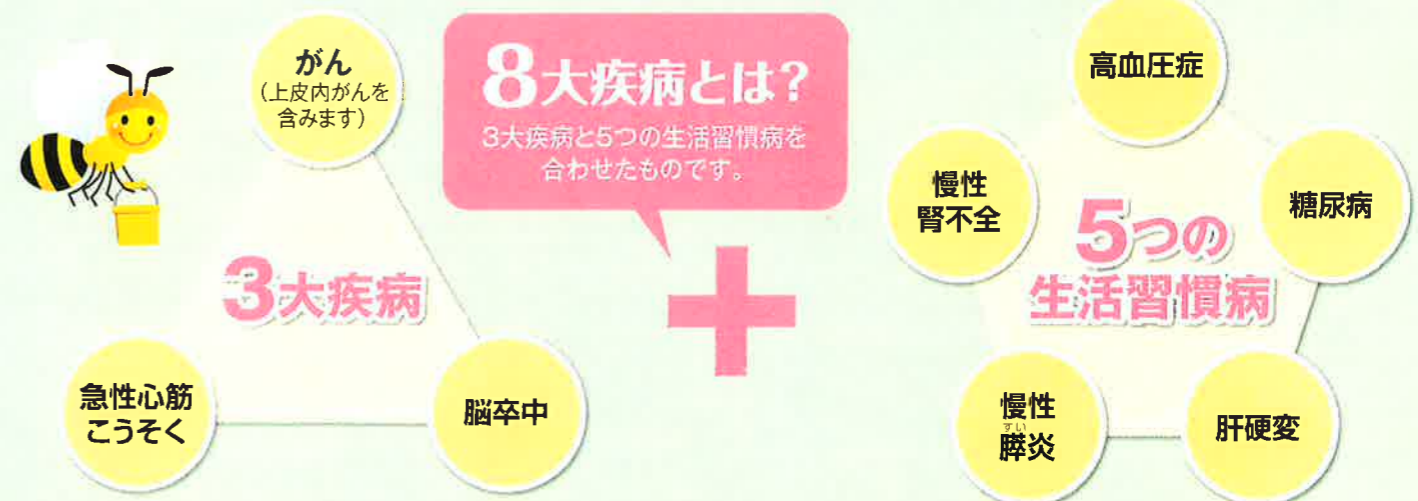 がん
(上皮内がんを
含みます)
3大疾病
急性心筋
こうそく
脳卒中
8大疾病とは?
3大疾病と5つの生活習慣病を
合わせたものです。
+
高血圧症
慢性
腎不全
糖尿病
5つの
生活習慣病
慢性
すい
膵炎
肝硬変